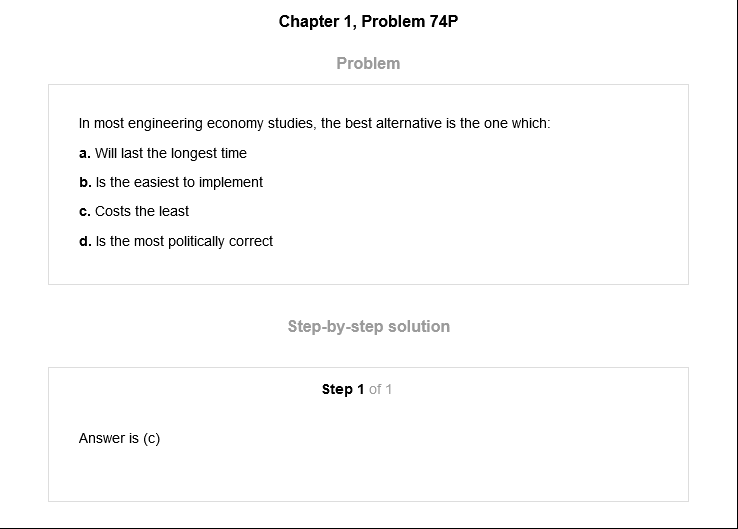 Chapter 1, Problem 74P
Problem
In most engineering economy studies, the best alternative is the one which:
a. Will last the longest time
b. Is the easiest to implement
c. Costs the least
d. Is the most politically correct
Step-by-step solution
Step 1 of 1
Answer is (c)